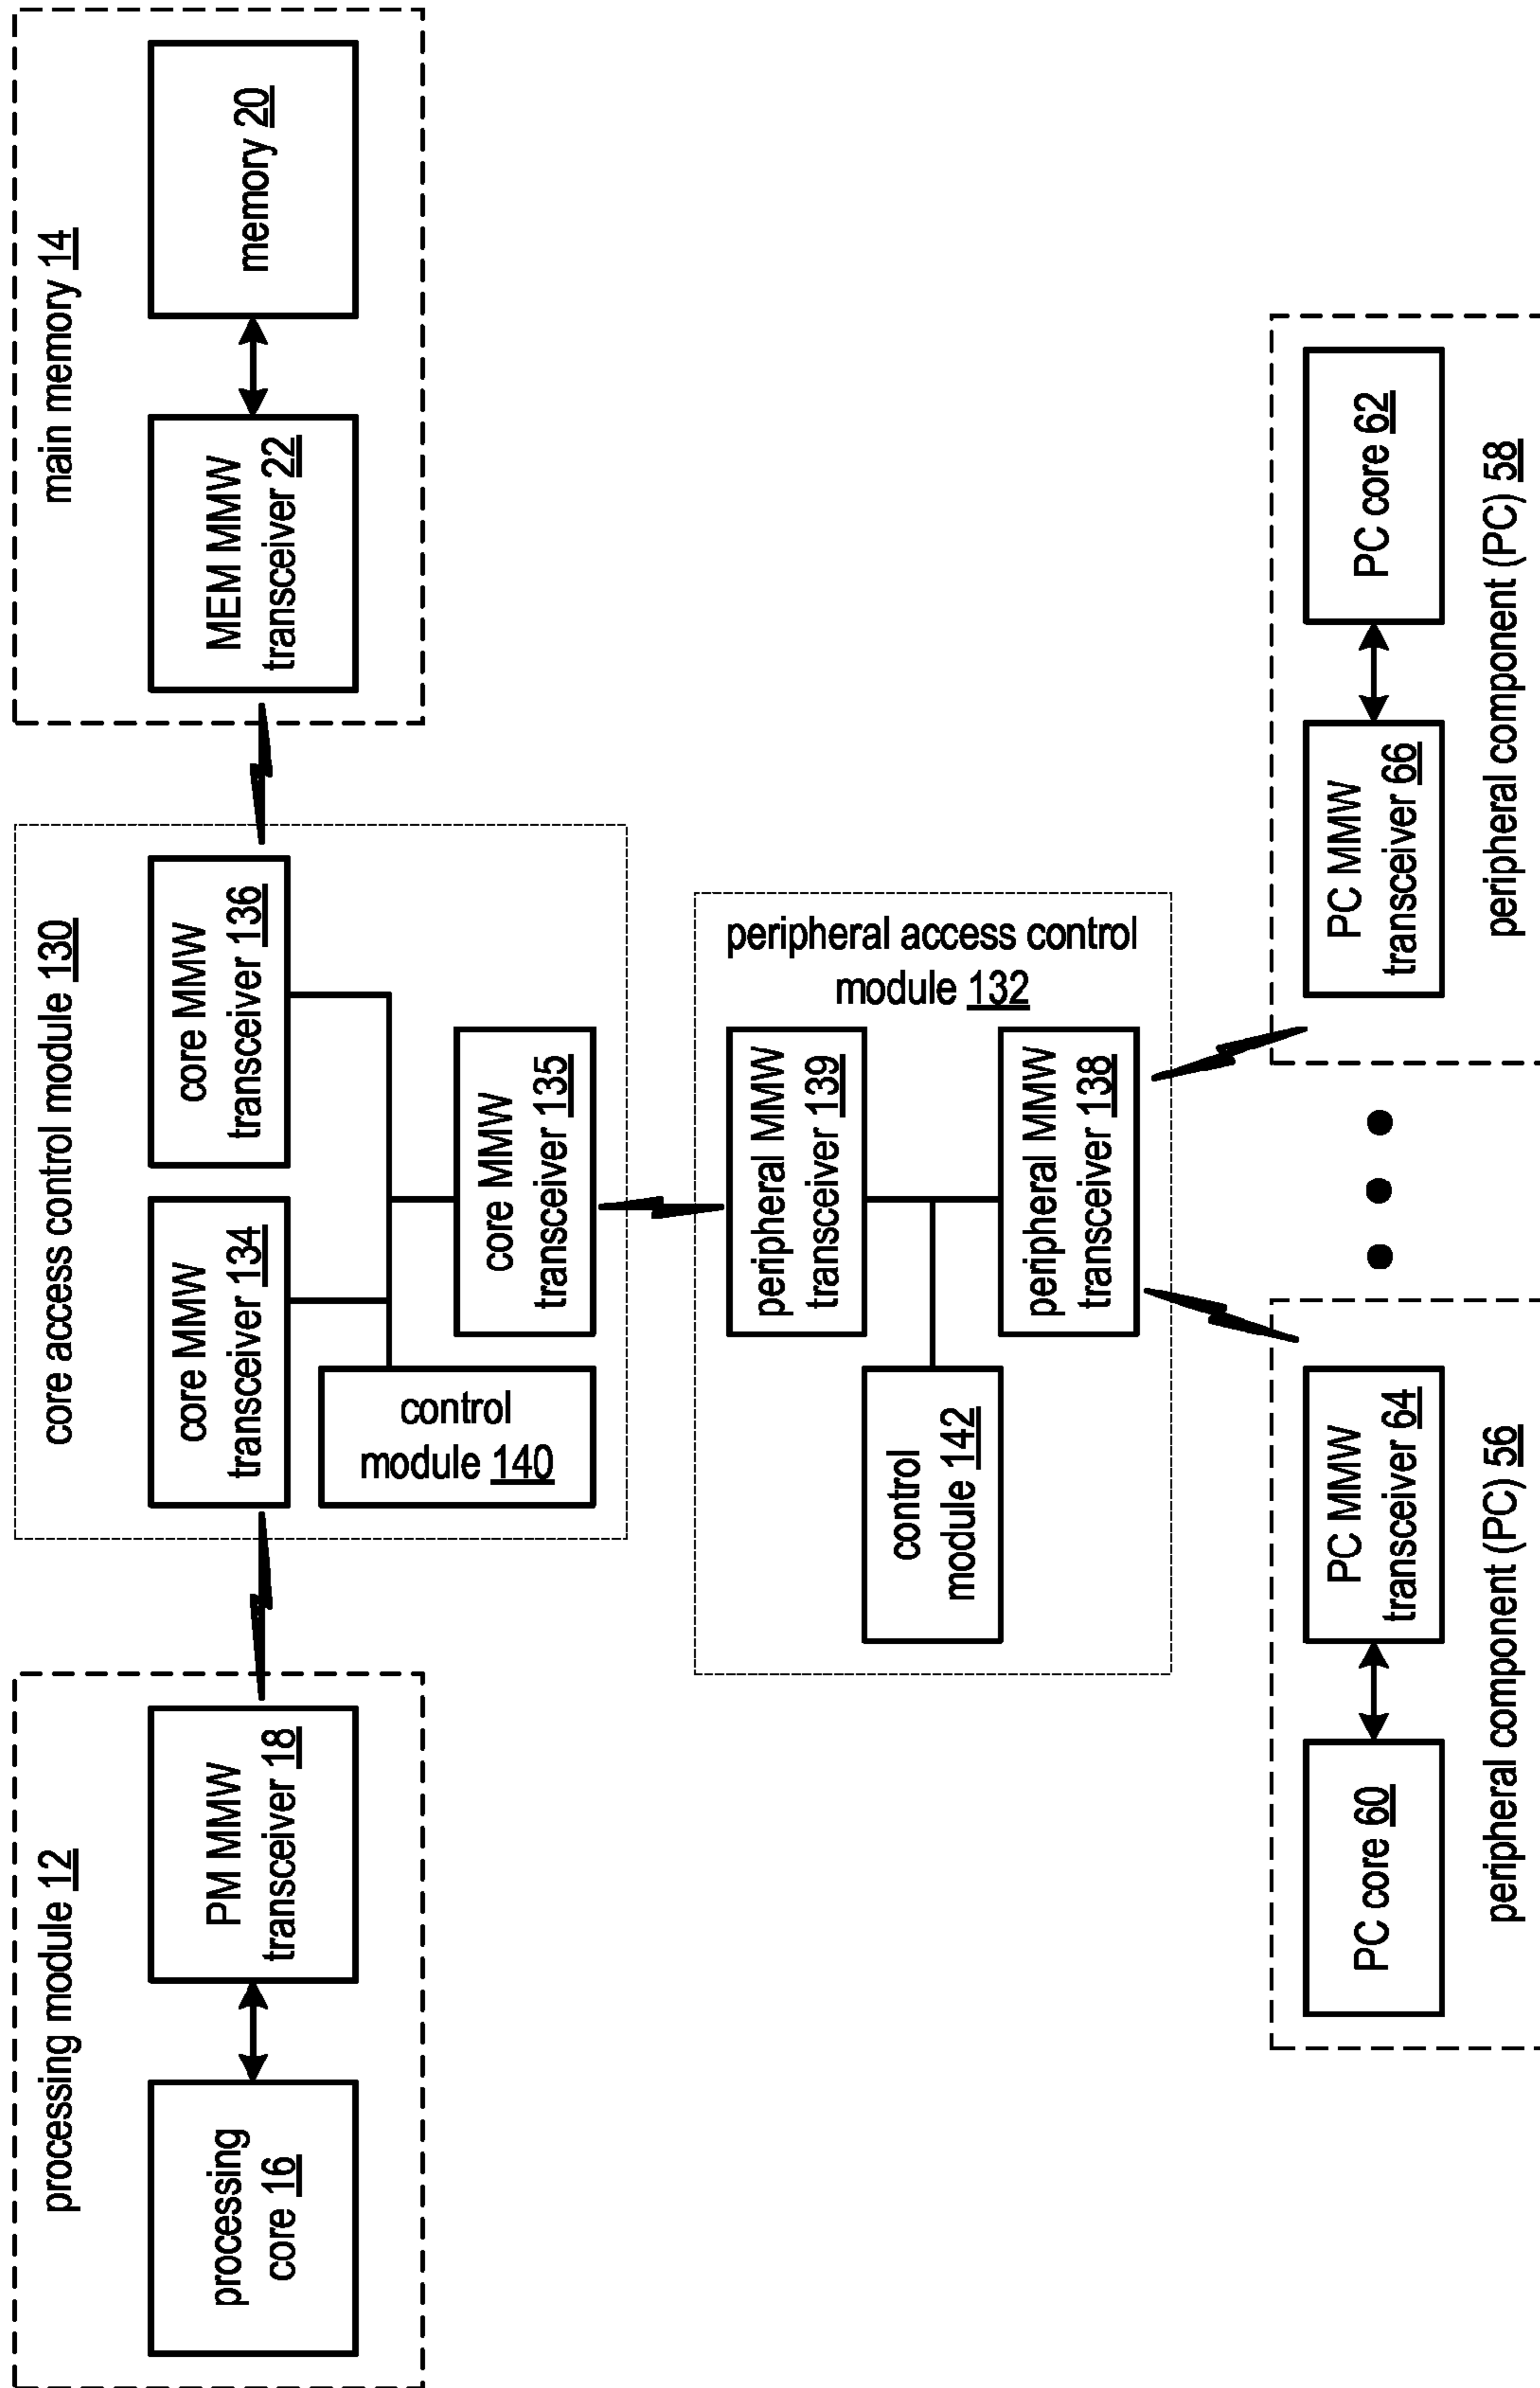 processing module 12
processing
core 16
PM MMW
transceiver 18
core access control module 130
core MMW
transceiver 134
core MMW
transceiver 136
control
module 140
core MMW
transceiver 135
main memory 14
MEM MMW
transceiver 22
memory 20
peripheral access control
module 132
peripheral MMW
transceiver 139
control
module 142
peripheral MMW
transceiver 138
PC core 60
PC MMW
transceiver 64
peripheral component (PC) 56
PC MMW
transceiver 66
PC core 62
peripheral component (PC) 58